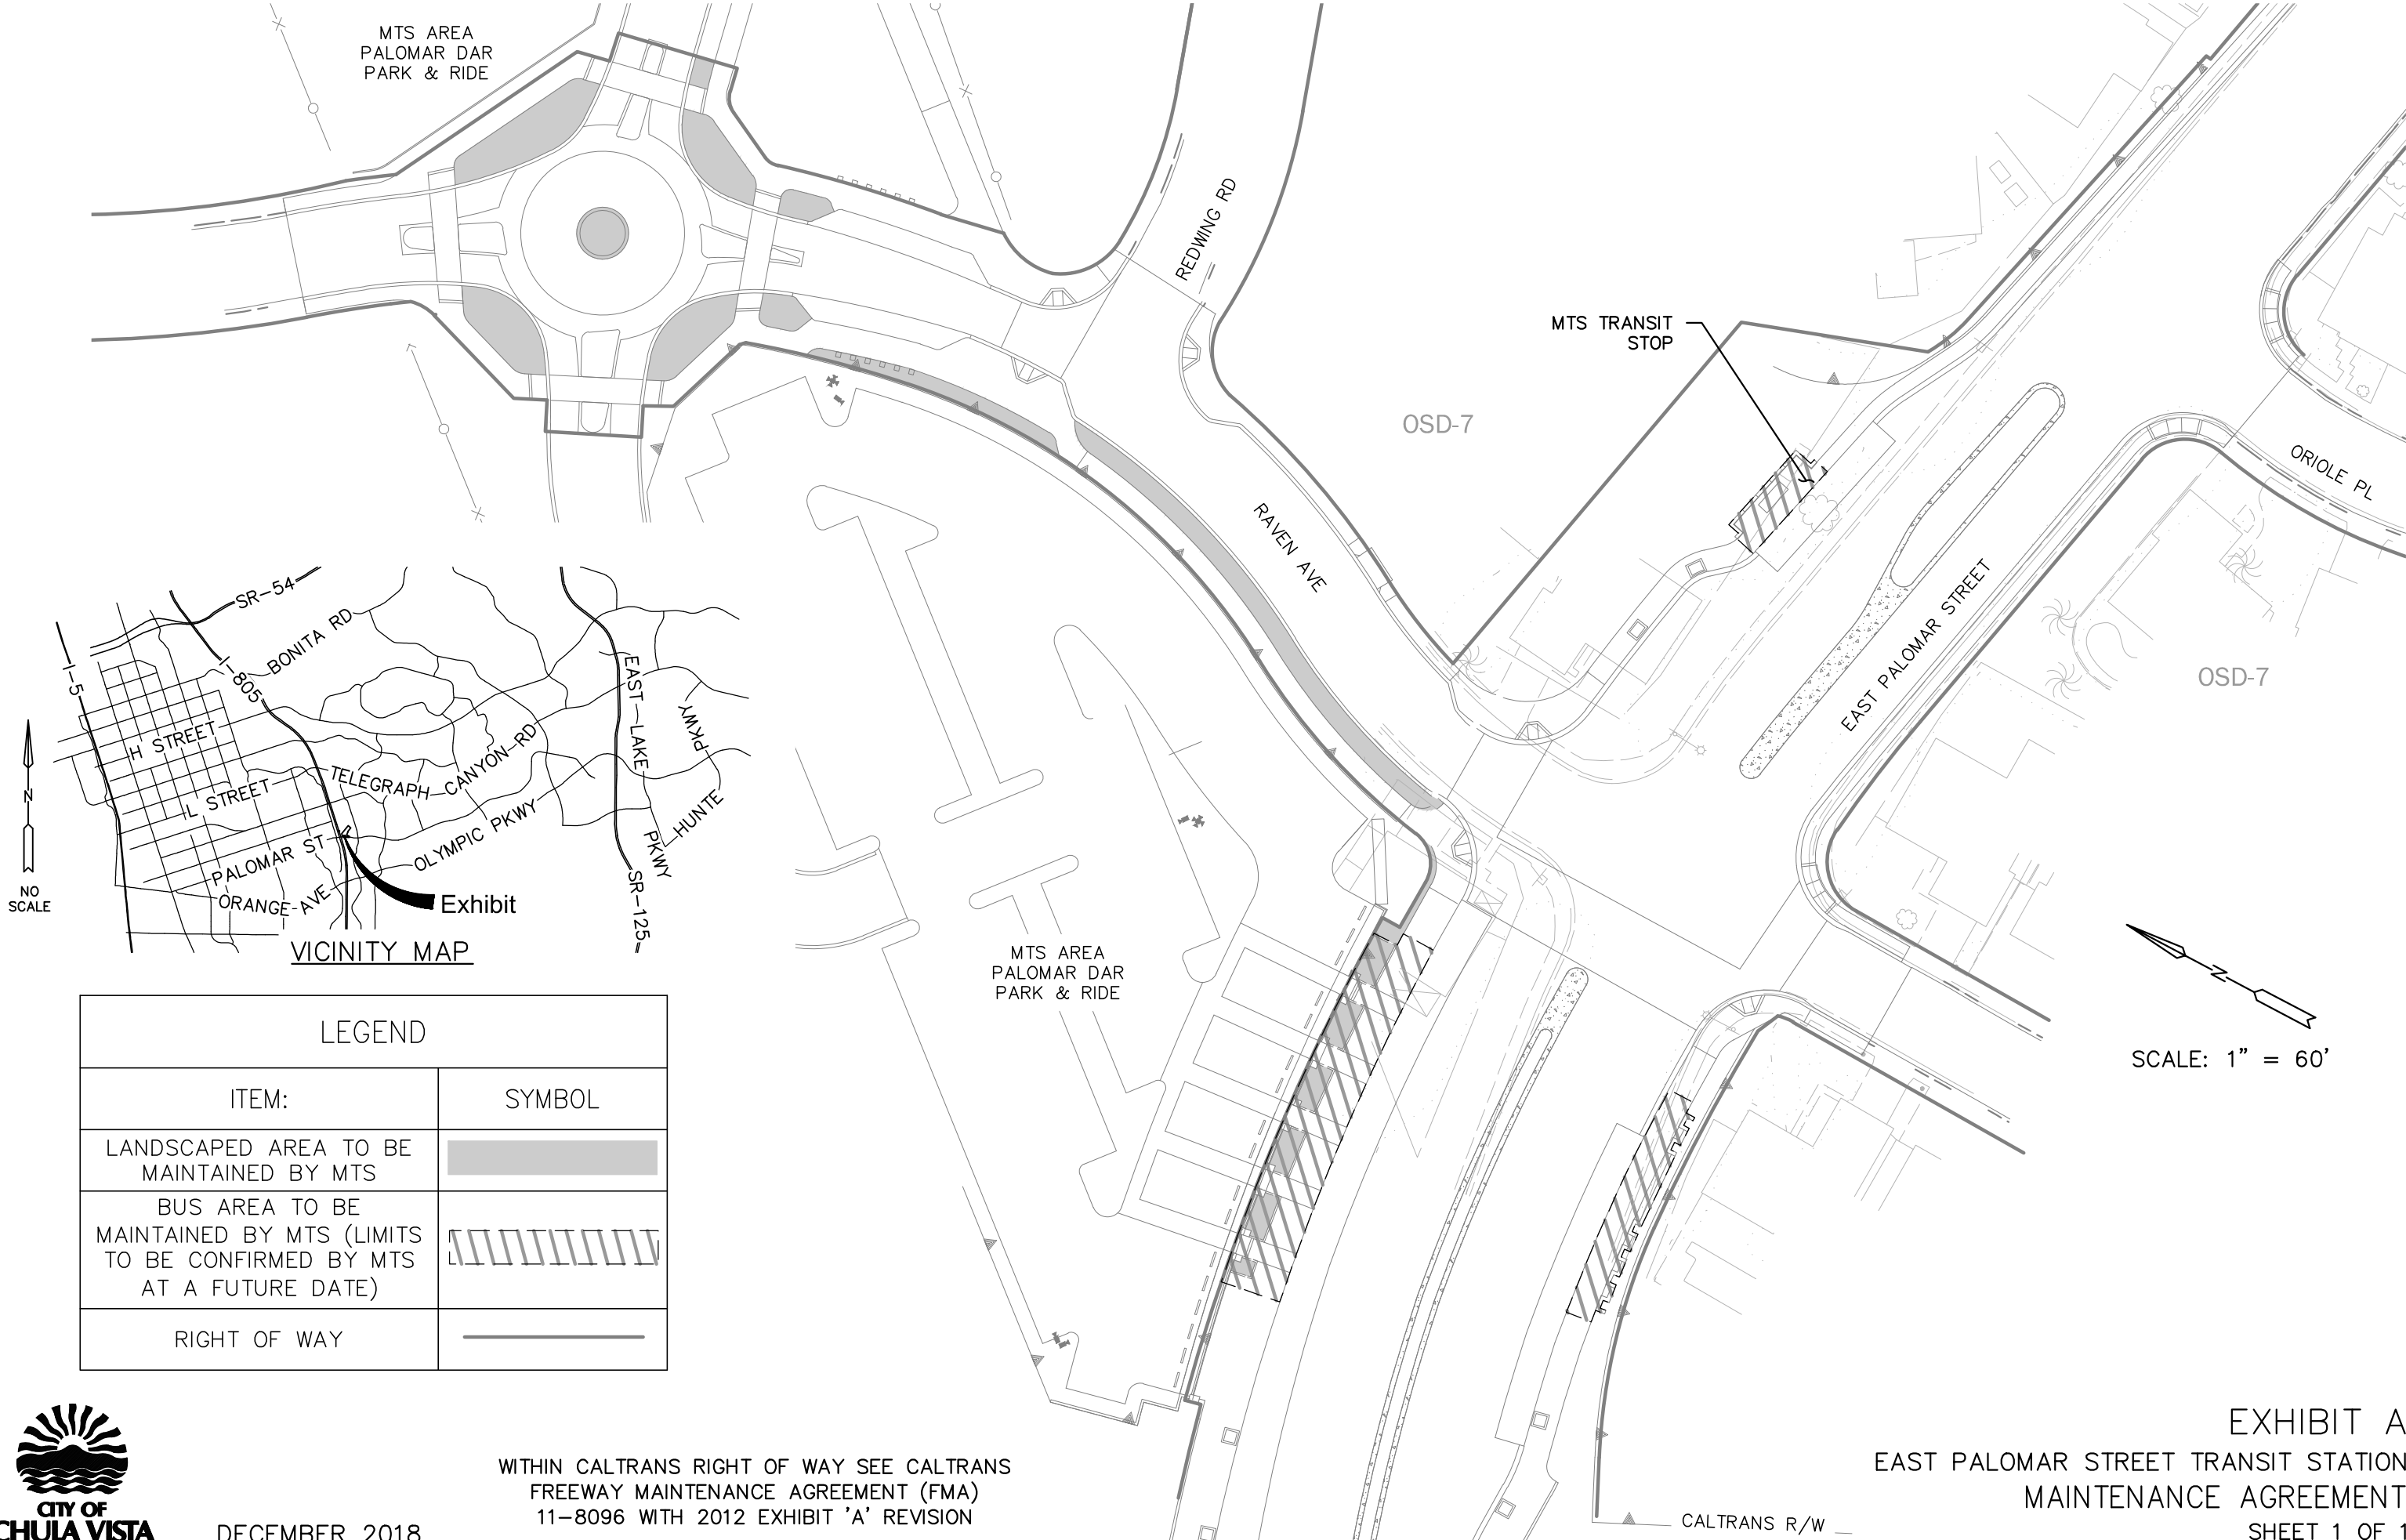 MTS AREA
PALOMAR DAR
PARK & RIDE
REDWING RD
MTS TRANSIT
STOP
OSD-7
RAVEN AVE
ORIOLE PL
EAST PALOMAR STREET
OSD-7
SR-54
BONITA RD
I-5
I-805
EAST LAKE
PKWY
H STREET
TELEGRAPH CANYON RD
L STREET
HUNTE
PKWY
OLYMPIC PKWY
PALOMAR ST
ORANGE AVE
SR-125
N
NO
SCALE
Exhibit
VICINITY MAP
MTS AREA
PALOMAR DAR
PARK & RIDE
N
SCALE: 1" = 60'
LEGEND
ITEM: SYMBOL
LANDSCAPED AREA TO BE
MAINTAINED BY MTS
BUS AREA TO BE
MAINTAINED BY MTS (LIMITS
TO BE CONFIRMED BY MTS
AT A FUTURE DATE)
RIGHT OF WAY
CITY OF
CHULA VISTA
DECEMBER 2018
WITHIN CALTRANS RIGHT OF WAY SEE CALTRANS
FREEWAY MAINTENANCE AGREEMENT (FMA)
11-8096 WITH 2012 EXHIBIT 'A' REVISION
CALTRANS R/W
EXHIBIT A
EAST PALOMAR STREET TRANSIT STATION
MAINTENANCE AGREEMENT
SHEET 1 OF 1